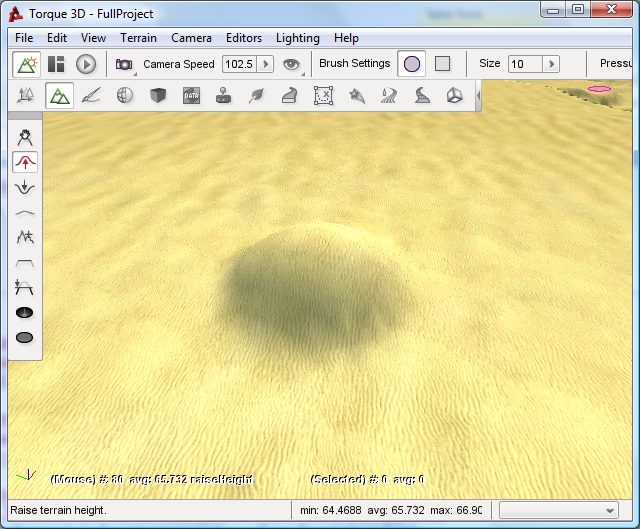 Torque 3D - FullProject
File Edit View Terrain Camera Editors Lighting Help
Camera Speed 102.5 Brush Settings Size 10 Pressu
DATA
(Mouse) #: 80 avg: 65.732 raiseHeight (Selected) #: 0 avg: 0
Raise terrain height. min: 64.4688 avg: 65.732 max: 66.90